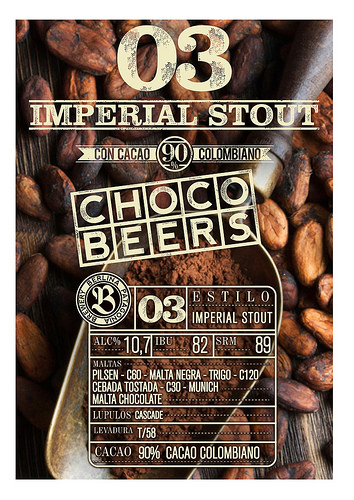 03
IMPERIAL STOUT
CON CACAO 90% COLOMBIANO
CHOCO
BEERS
BREWERY BERLINA PATAGONIA
B
03 ESTILO
IMPERIAL STOUT
ALC% 10,7 IBU 82 SRM 89
MALTAS
PILSEN - C60 - MALTA NEGRA - TRIGO - C120
CEBADA TOSTADA - C30 - MUNICH
MALTA CHOCOLATE
LUPULOS CASCADE
LEVADURA T/58
CACAO 90% CACAO COLOMBIANO